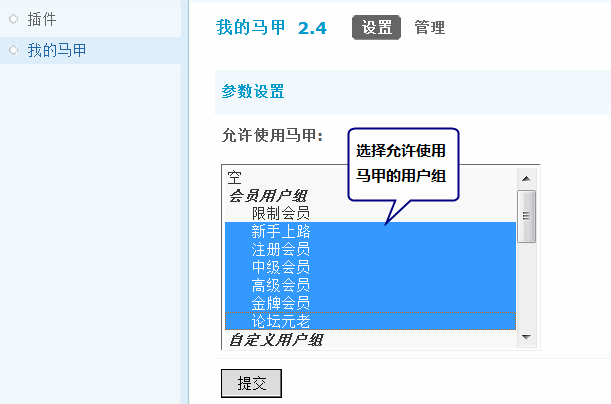 插件
我的马甲
我的马甲 2.4 设置 管理
参数设置
允许使用马甲:
选择允许使用
马甲的用户组
空
会员用户组
限制会员
新手上路
注册会员
中级会员
高级会员
金牌会员
论坛元老
自定义用户组
提交